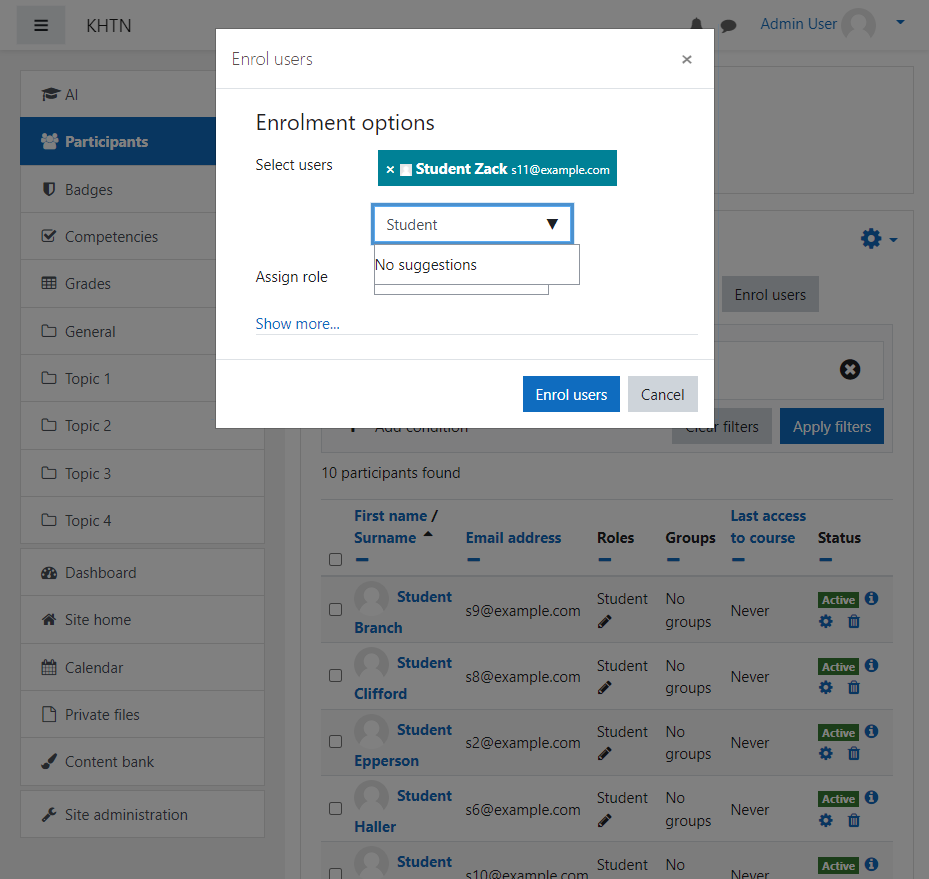 KHTN
Admin User
Enrol users
×
Enrolment options
Select users
× Student Zack s11@example.com
Student ▼
No suggestions
Assign role
Show more...
Enrol users
Cancel
AI
Participants
Badges
Competencies
Grades
General
Topic 1
Topic 2
Topic 3
Topic 4
Dashboard
Site home
Calendar
Private files
Content bank
Site administration
Enrol users
Add condition
Clear filters
Apply filters
10 participants found
First name / Surname
Email address
Roles
Groups
Last access to course
Status
Student Branch
s9@example.com
Student
No groups
Never
Active
Student Clifford
s8@example.com
Student
No groups
Never
Active
Student Epperson
s2@example.com
Student
No groups
Never
Active
Student Haller
s6@example.com
Student
No groups
Never
Active
Student
s10@example.com
Student
No
Never
Active